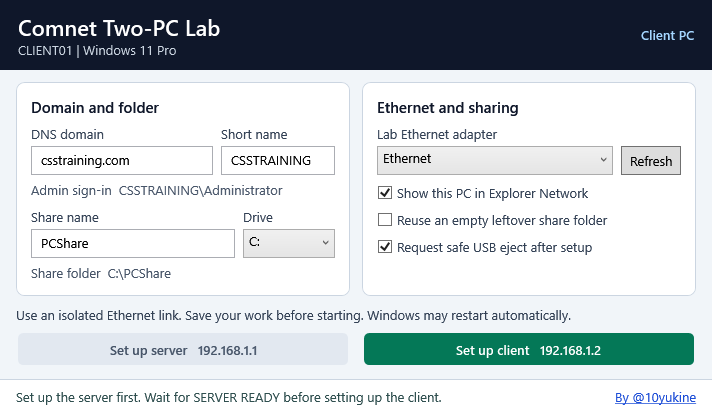 Comnet Two-PC Lab
CLIENT01 | Windows 11 Pro
Client PC
Domain and folder
DNS domain
Short name
csstraining.com
CSSTRAINING
Admin sign-in CSSTRAINING\Administrator
Share name
Drive
PCShare
C:
Share folder C:\PCShare
Ethernet and sharing
Lab Ethernet adapter
Ethernet
Refresh
Show this PC in Explorer Network
Reuse an empty leftover share folder
Request safe USB eject after setup
Use an isolated Ethernet link. Save your work before starting. Windows may restart automatically.
Set up server 192.168.1.1
Set up client 192.168.1.2
Set up the server first. Wait for SERVER READY before setting up the client.
By @10yukine